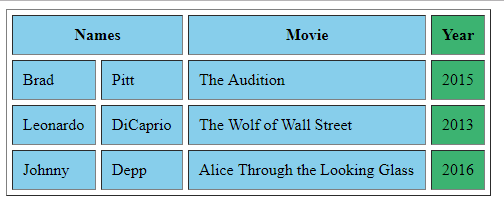 Names Movie Year
Brad Pitt The Audition 2015
Leonardo DiCaprio The Wolf of Wall Street 2013
Johnny Depp Alice Through the Looking Glass 2016